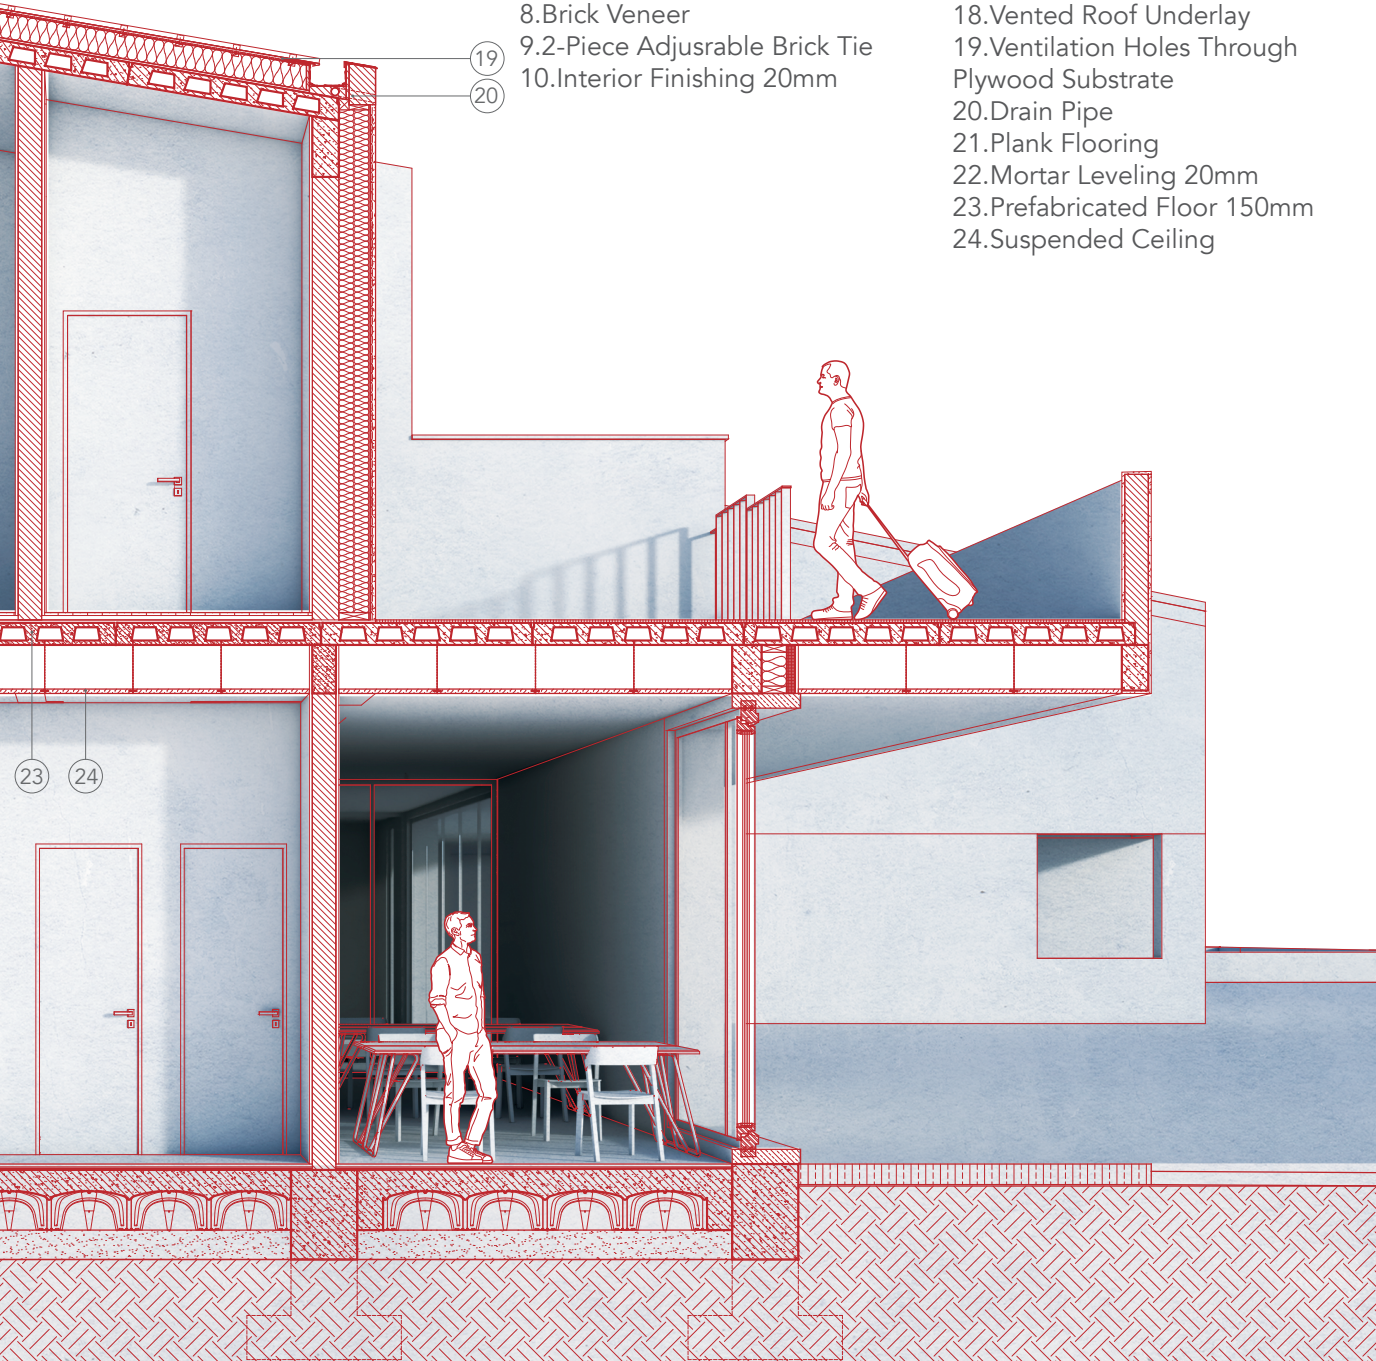 8.Brick Veneer
9.2-Piece Adjusrable Brick Tie
10.Interior Finishing 20mm
18.Vented Roof Underlay
19.Ventilation Holes Through
Plywood Substrate
20.Drain Pipe
21.Plank Flooring
22.Mortar Leveling 20mm
23.Prefabricated Floor 150mm
24.Suspended Ceiling
19
20
23
24